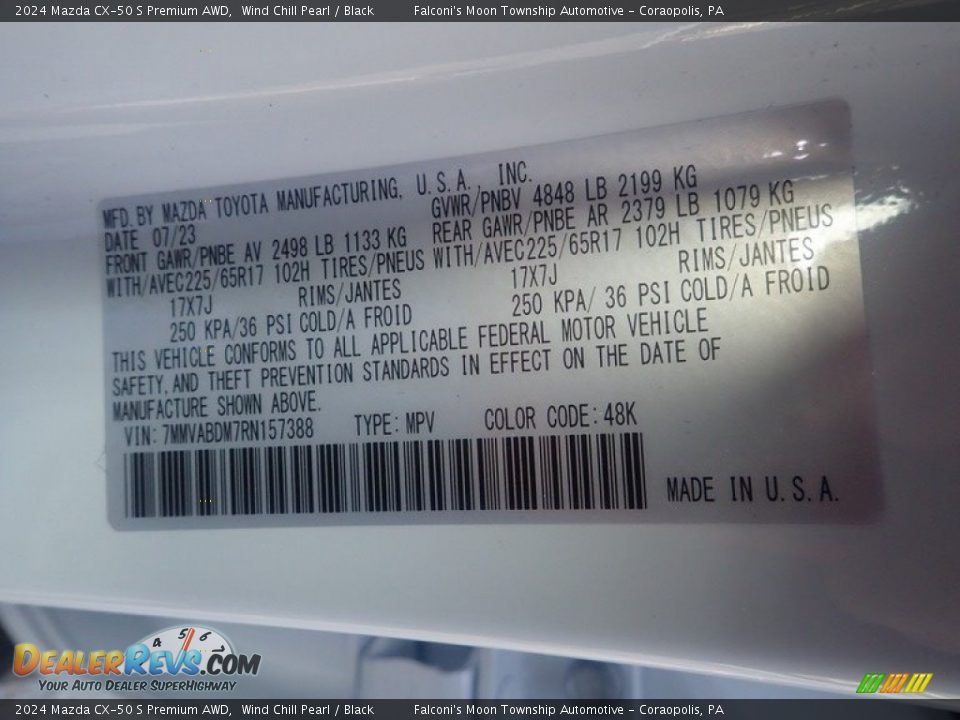 2024 Mazda CX-50 S Premium AWD, Wind Chill Pearl / Black Falconi's Moon Township Automotive - Coraopolis, PA
MFD. BY MAZDA TOYOTA MANUFACTURING, U.S.A. INC.
DATE 07/23 GVWR/PNBV 4848 LB 2199 KG
FRONT GAWR/PNBE AV 2498 LB 1133 KG REAR GAWR/PNBE AR 2379 LB 1079 KG
WITH/AVEC225/65R17 102H TIRES/PNEUS WITH/AVEC225/65R17 102H TIRES/PNEUS
17X7J RIMS/JANTES 17X7J RIMS/JANTES
250 KPA/36 PSI COLD/A FROID 250 KPA/ 36 PSI COLD/A FROID
THIS VEHICLE CONFORMS TO ALL APPLICABLE FEDERAL MOTOR VEHICLE
SAFETY, AND THEFT PREVENTION STANDARDS IN EFFECT ON THE DATE OF
MANUFACTURE SHOWN ABOVE.
VIN: 7MMVABDM7RN157388 TYPE: MPV COLOR CODE: 48K
MADE IN U.S.A.
4 5 6
DealerRevs.com
Your Auto Dealer SuperHighway
2024 Mazda CX-50 S Premium AWD, Wind Chill Pearl / Black Falconi's Moon Township Automotive - Coraopolis, PA